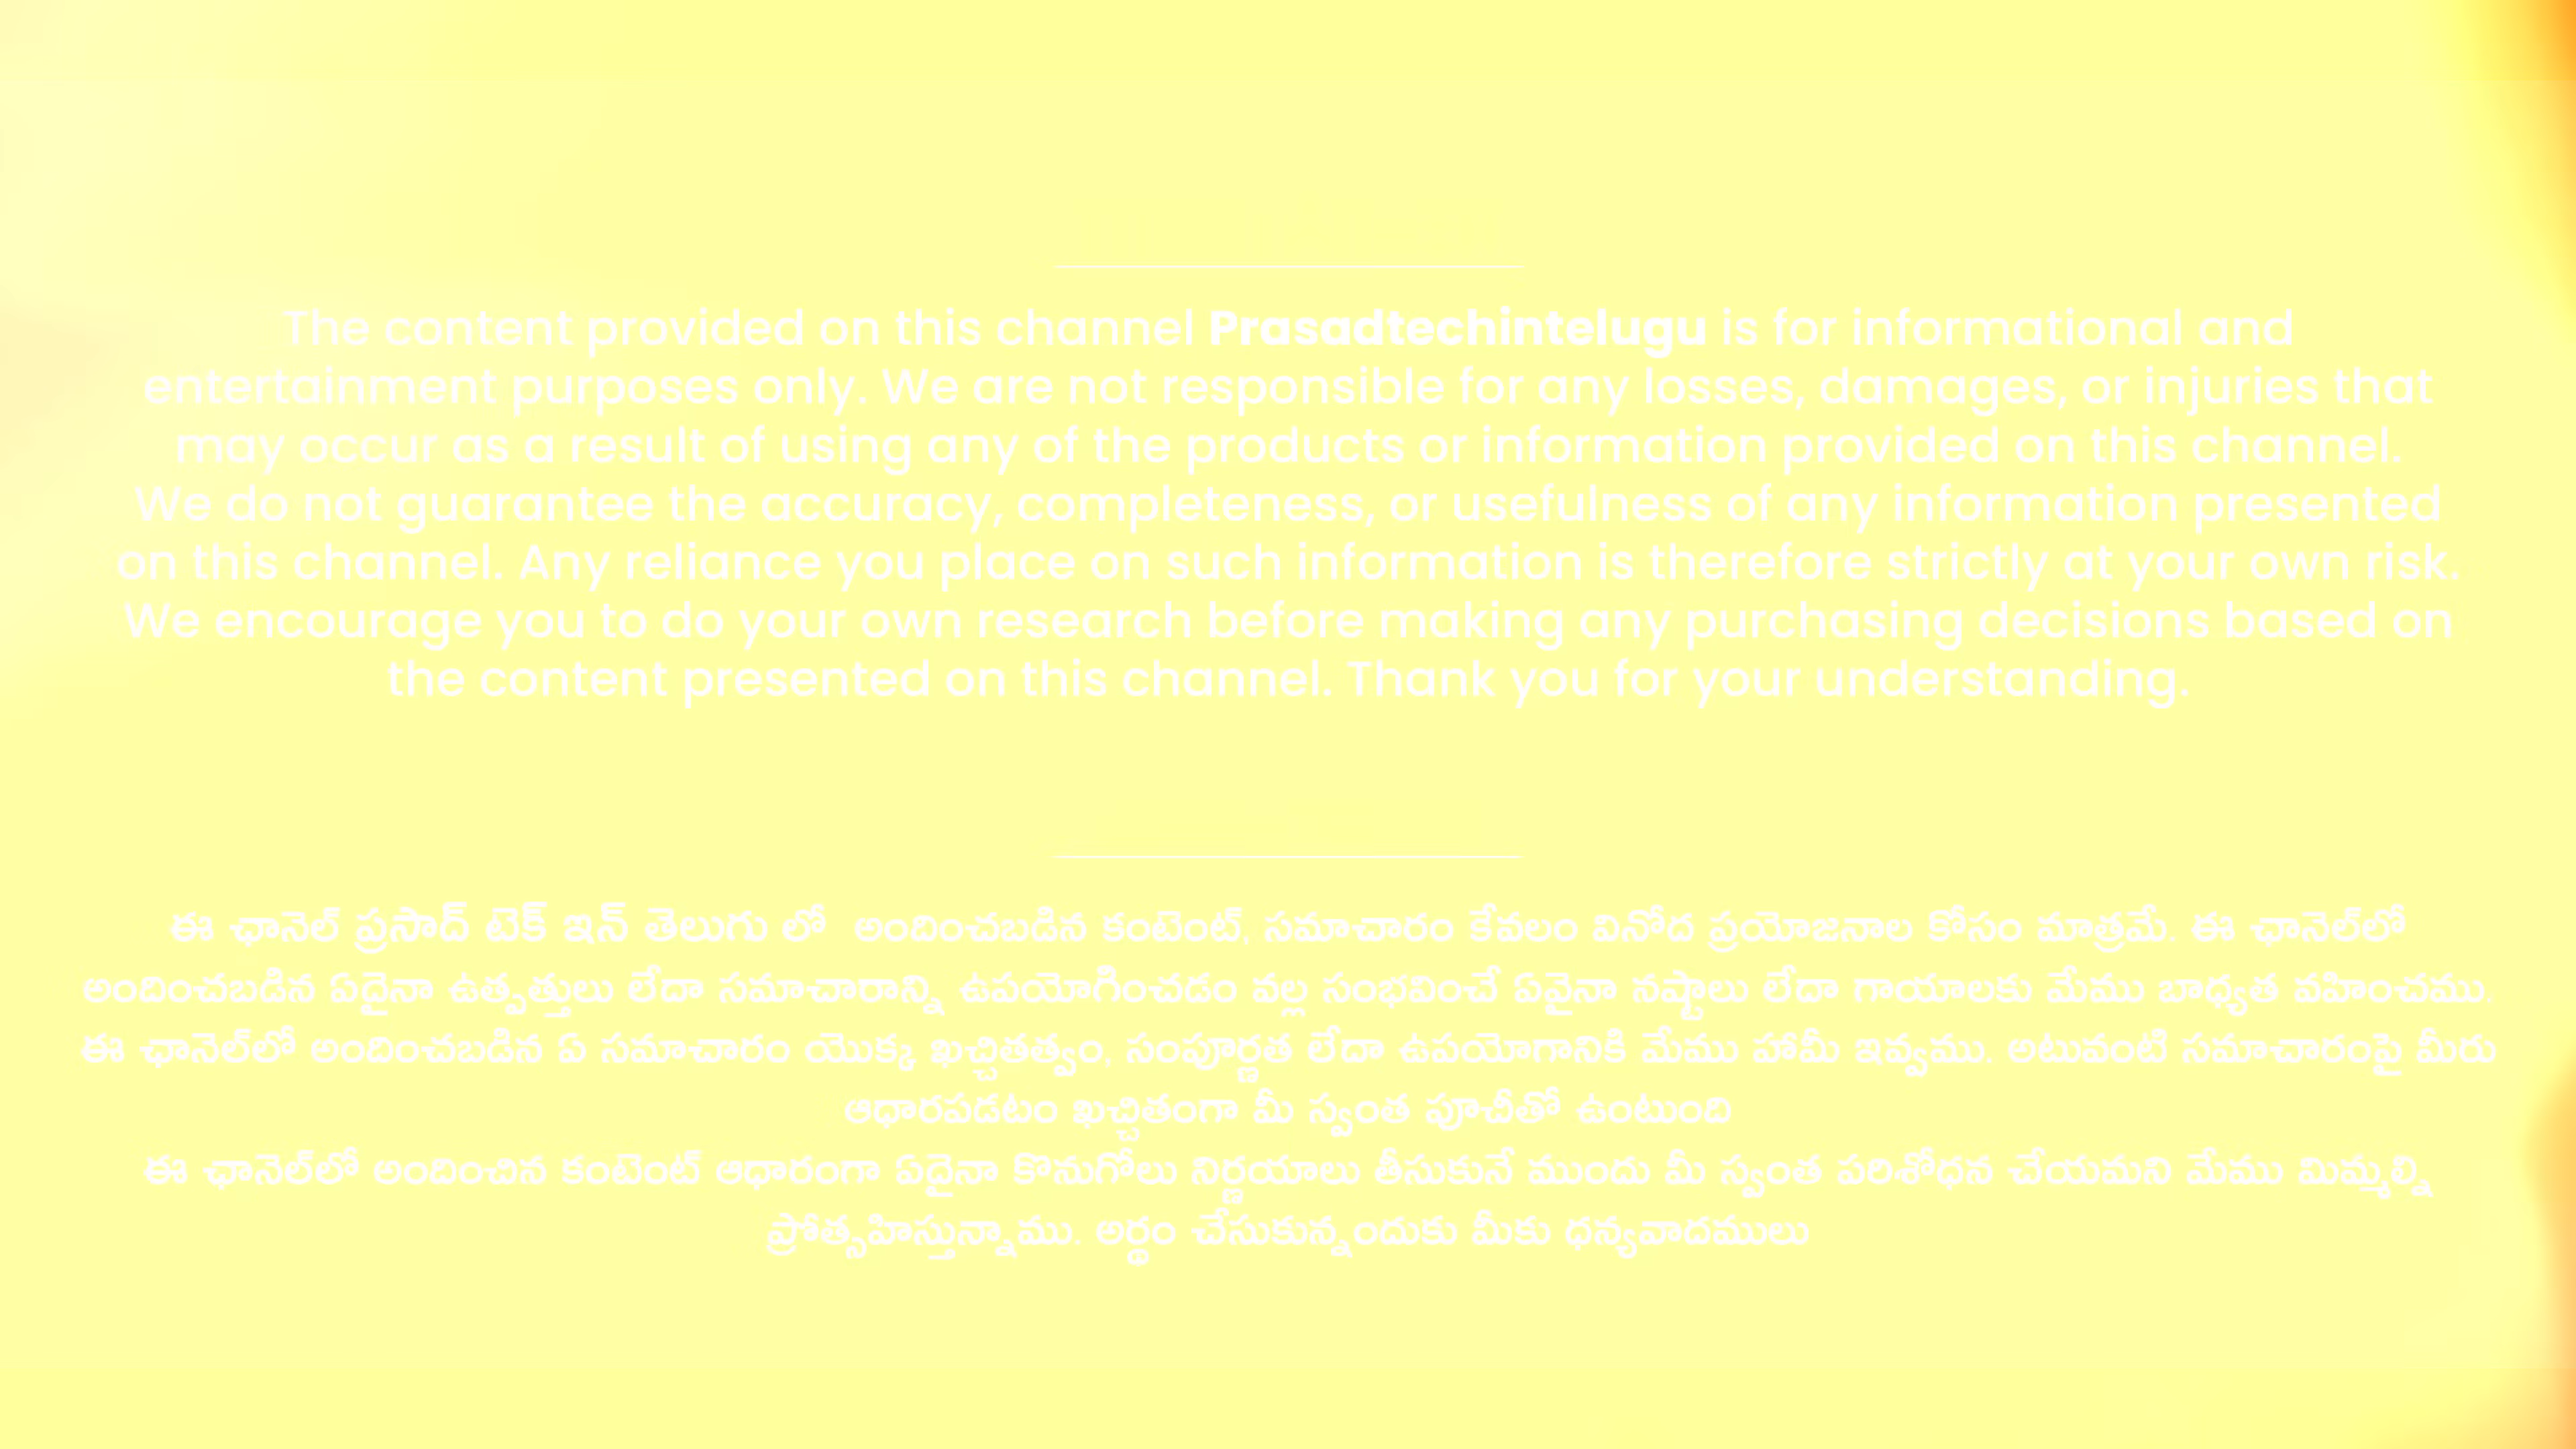 The content provided on this channel Prasadtechintelugu is for informational and
entertainment purposes only. We are not responsible for any losses, damages, or injuries that
may occur as a result of using any of the products or information provided on this channel.
We do not guarantee the accuracy, completeness, or usefulness of any information presented
on this channel. Any reliance you place on such information is therefore strictly at your own risk.
We encourage you to do your own research before making any purchasing decisions based on
the content presented on this channel. Thank you for your understanding.
ఈ ఛానెల్ ప్రసాద్ టెక్ ఇన్ తెలుగు లో అందించబడిన కంటెంట్, సమాచారం కేవలం వినోద ప్రయోజనాల కోసం మాత్రమే. ఈ ఛానెల్‌లో
అందించబడిన ఏదైనా ఉత్పత్తులు లేదా సమాచారాన్ని ఉపయోగించడం వల్ల సంభవించే ఏవైనా నష్టాలు లేదా గాయాలకు మేము బాధ్యత వహించము.
ఈ ఛానెల్‌లో అందించబడిన ఏ సమాచారం యొక్క ఖచ్చితత్వం, సంపూర్ణత లేదా ఉపయోగానికి మేము హామీ ఇవ్వము. అటువంటి సమాచారంపై మీరు
ఆధారపడటం ఖచ్చితంగా మీ స్వంత పూచీతో ఉంటుంది
ఈ ఛానెల్‌లో అందించిన కంటెంట్ ఆధారంగా ఏదైనా కొనుగోలు నిర్ణయాలు తీసుకునే ముందు మీ స్వంత పరిశోధన చేయమని మేము మిమ్మల్ని
ప్రోత్సహిస్తున్నాము. అర్థం చేసుకున్నందుకు మీకు ధన్యవాదములు